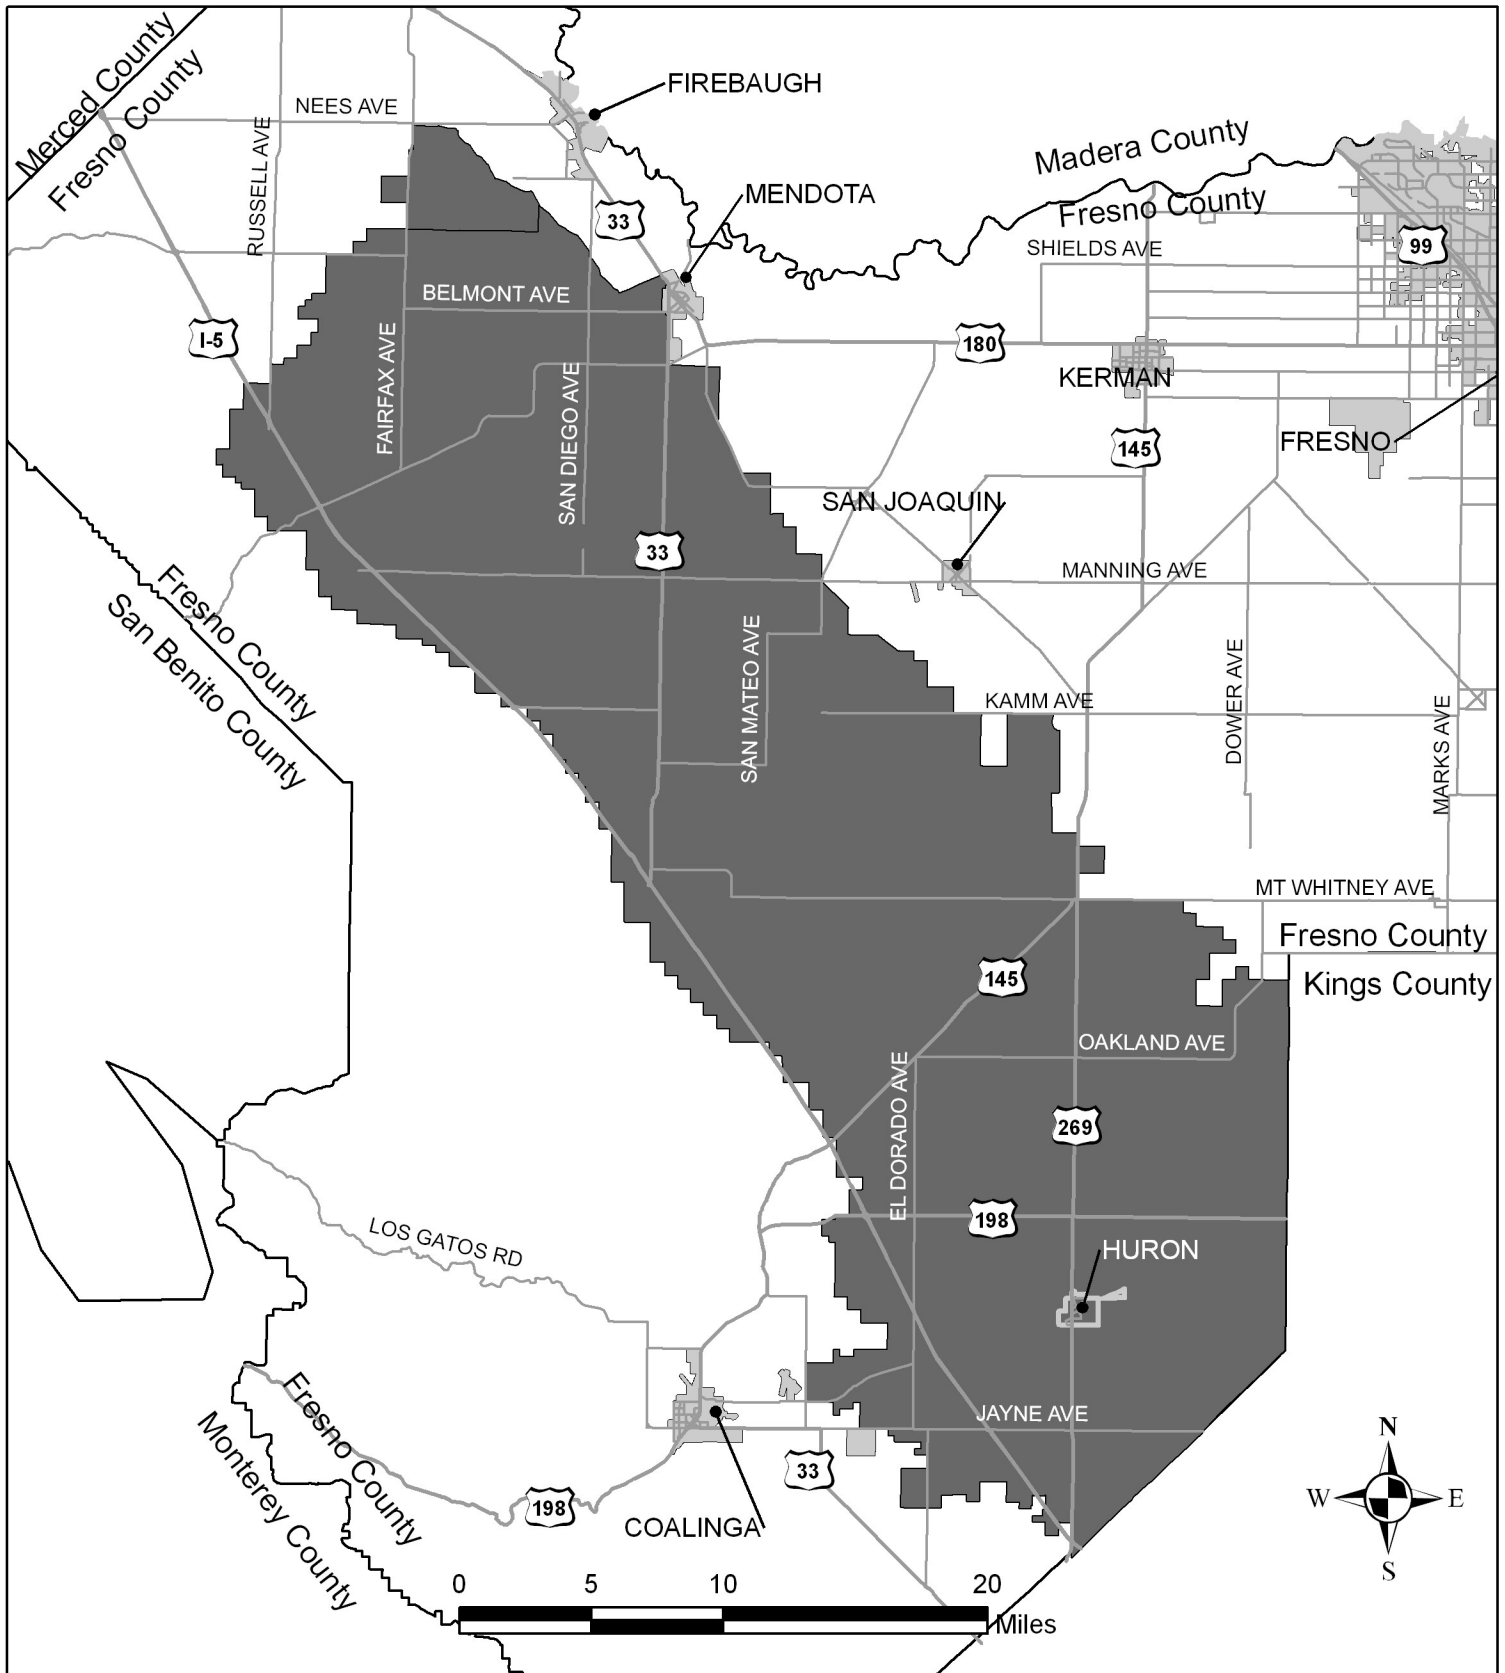 Merced County
Fresno County
NEES AVE
RUSSELL AVE
FIREBAUGH
MENDOTA
33
Madera County
Fresno County
SHIELDS AVE
99
BELMONT AVE
I-5
FAIRFAX AVE
SAN DIEGO AVE
180
KERMAN
145
FRESNO
SAN JOAQUIN
33
MANNING AVE
Fresno County
San Benito County
SAN MATEO AVE
KAMM AVE
DOWER AVE
MARKS AVE
MT WHITNEY AVE
Fresno County
Kings County
145
OAKLAND AVE
EL DORADO AVE
269
198
LOS GATOS RD
HURON
Fresno County
Monterey County
JAYNE AVE
33
198
COALINGA
N
W
E
S
0 5 10 20
Miles